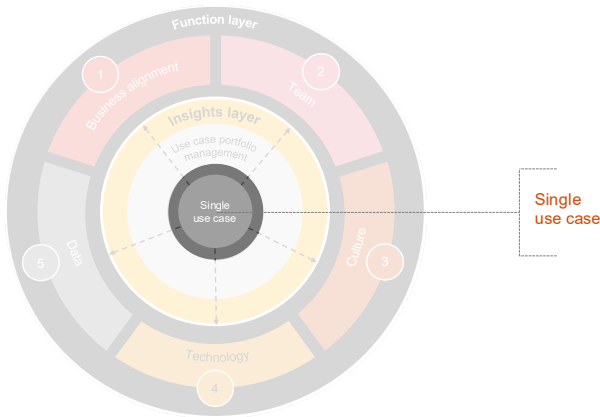 Function layer
1
Business alignment
2
Team
Insights layer
Use case portfolio
management
Single
use case
Single
use case
Culture
3
Data
5
Technology
4